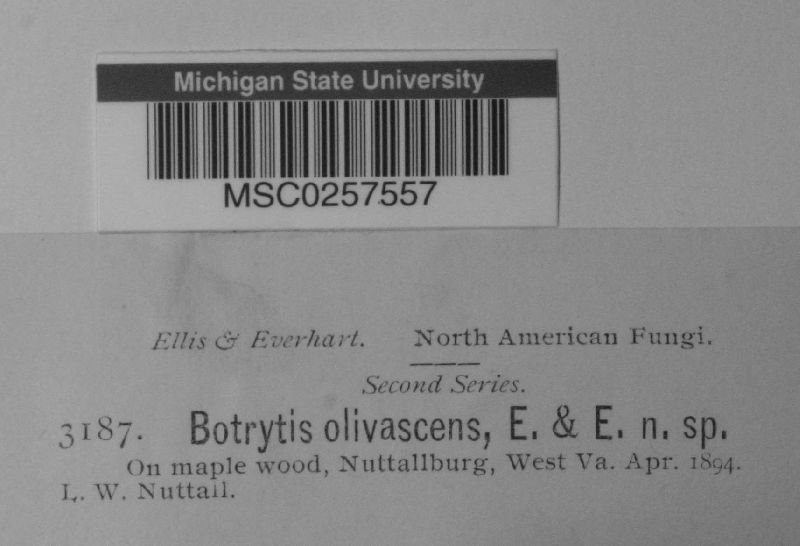 Michigan State University
MSC0257557
Ellis & Everhart. North American Fungi.
Second Series.
3187. Botrytis olivascens, E. & E. n. sp.
On maple wood, Nuttallburg, West Va. Apr. 1894.
L. W. Nuttall.